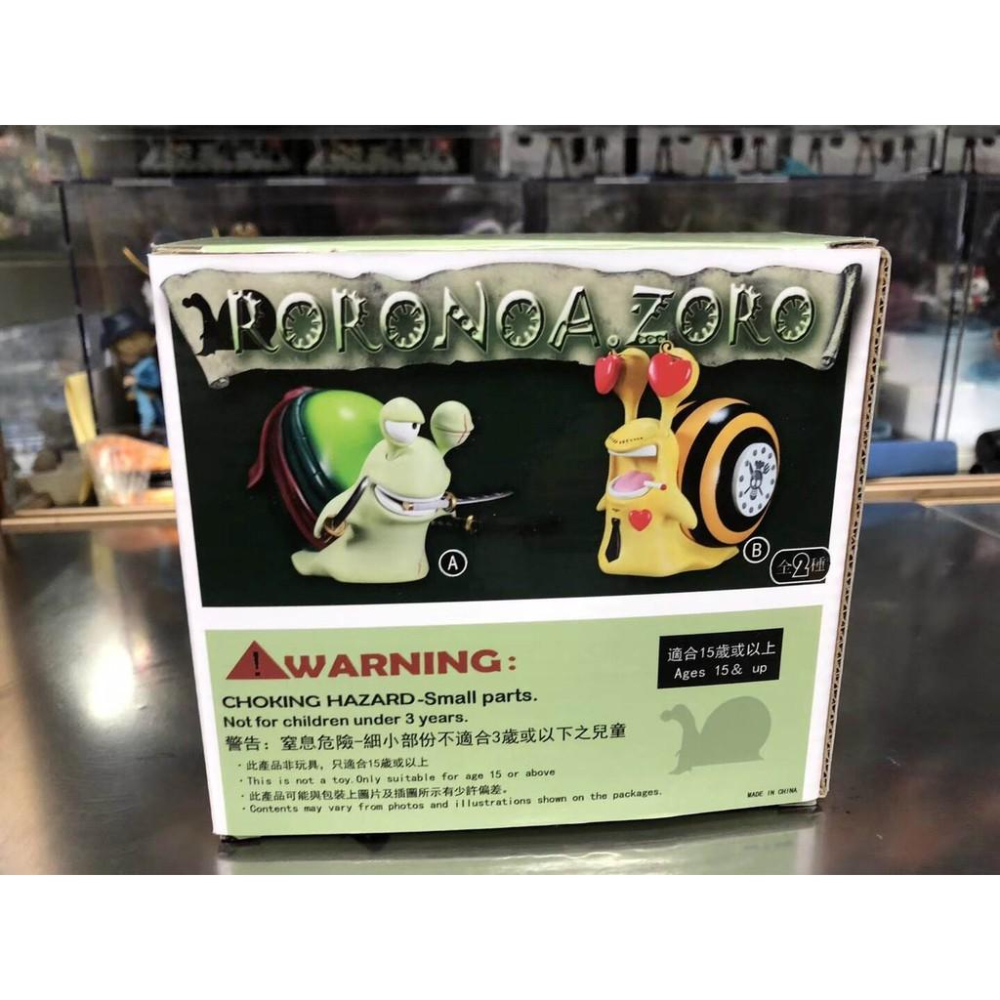 RORONOA.ZORO
A
B
全2種
WARNING:
CHOKING HAZARD-Small parts.
Not for children under 3 years.
警告：窒息危險-細小部份不適合3歲或以下之兒童
・此產品非玩具，只適合15歲或以上
・This is not a toy.Only suitable for age 15 or above
・此產品可能與包裝上圖片及插圖所示有少許偏差。
・Contents may vary from photos and illustrations shown on the packages.
適合15歲或以上
Ages 15& up
MADE IN CHINA